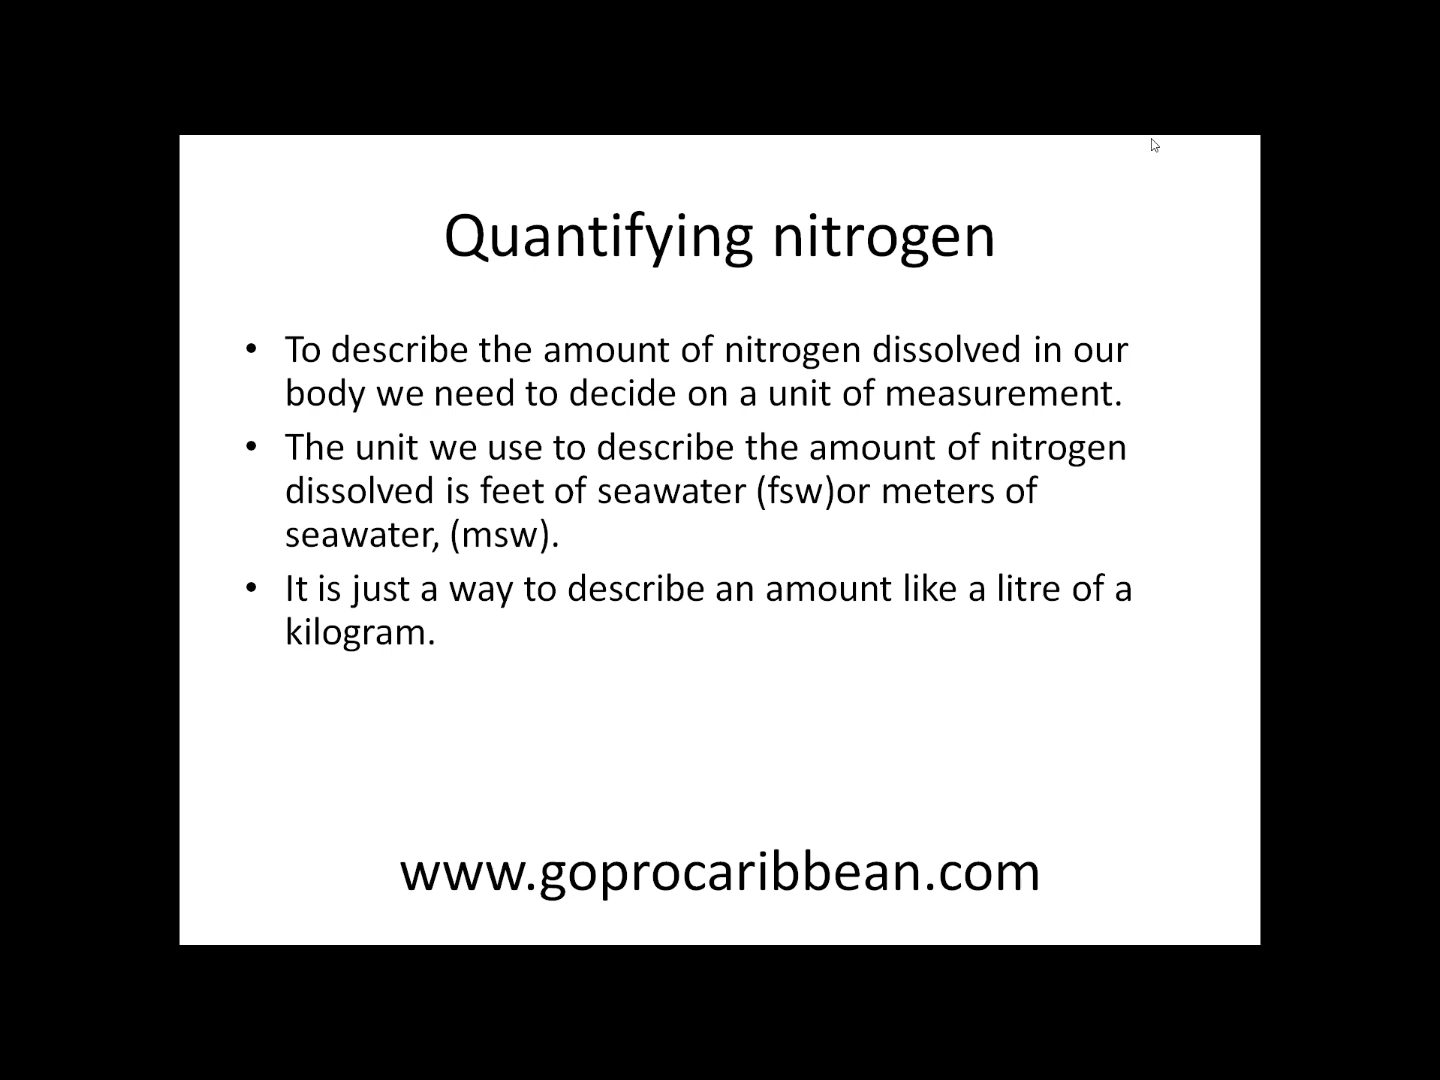 Quantifying nitrogen
• To describe the amount of nitrogen dissolved in our
body we need to decide on a unit of measurement.
• The unit we use to describe the amount of nitrogen
dissolved is feet of seawater (fsw)or meters of
seawater, (msw).
• It is just a way to describe an amount like a litre of a
kilogram.
www.goprocaribbean.com